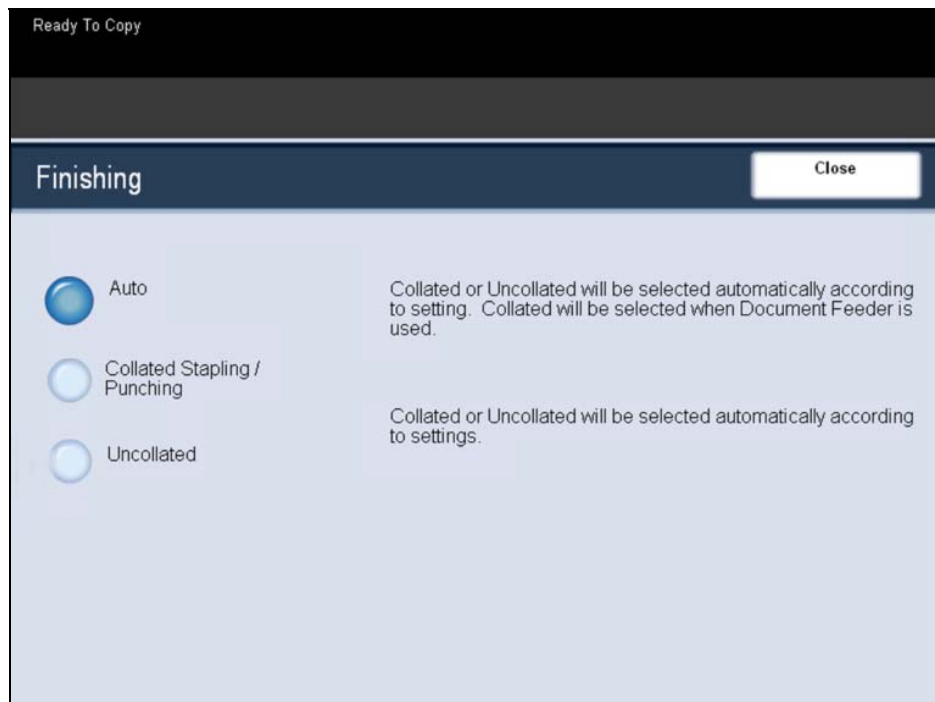 Ready To Copy
Finishing
Close
Auto
Collated or Uncollated will be selected automatically according
to setting. Collated will be selected when Document Feeder is
used.
Collated Stapling /
Punching
Collated or Uncollated will be selected automatically according
to settings.
Uncollated